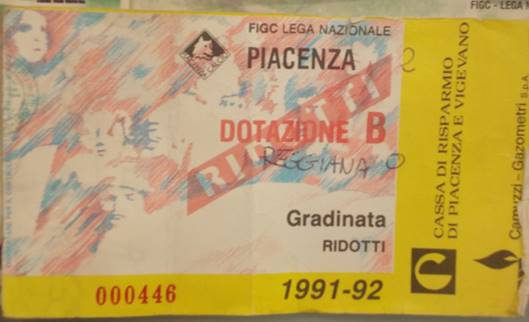 FIGC - LEGA
FIGC LEGA NAZIONALE
PIACENZA 2
DOTAZIONE B
RIDOTTI
REGGIANA 0
Gradinata
RIDOTTI
1991-92
000446
CASSA DI RISPARMIO
DI PIACENZA E VIGEVANO
Camuzzi - Gazometri S.p.A.